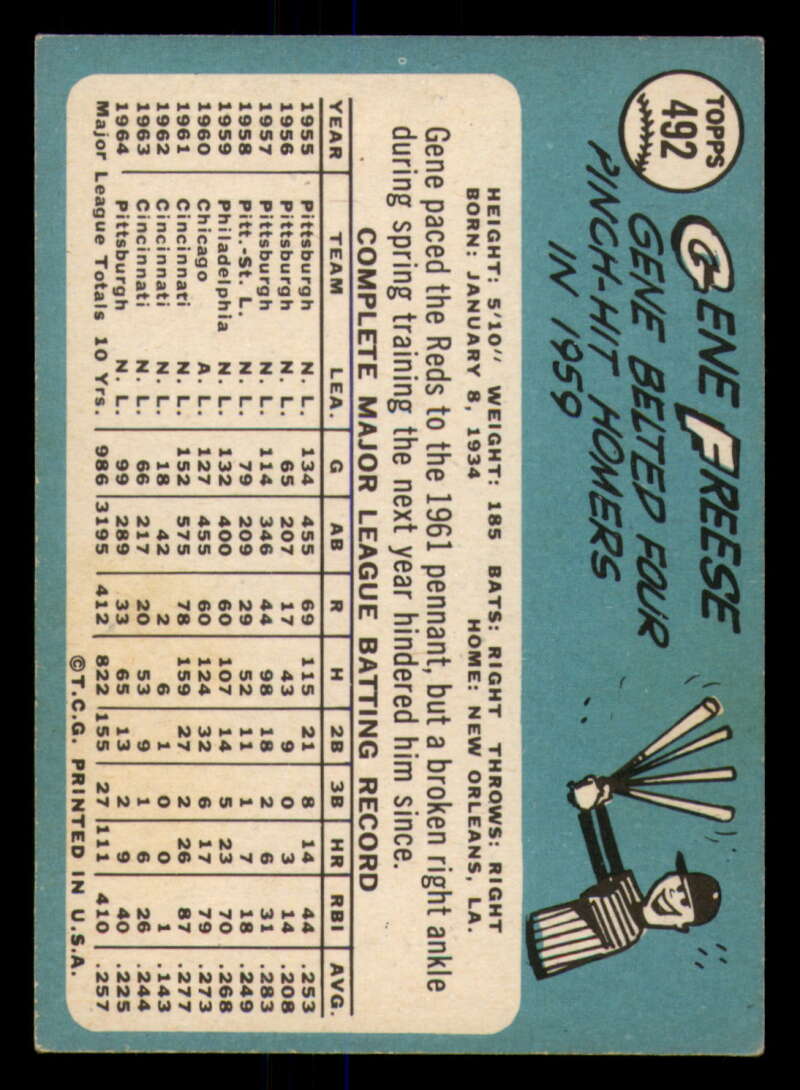 TOPPS
492
GENE FREESE
GENE BELTED FOUR
PINCH-HIT HOMERS
IN 1959
HEIGHT: 5'10" WEIGHT: 185 BATS: RIGHT THROWS: RIGHT
BORN: JANUARY 8, 1934 HOME: NEW ORLEANS, LA.
Gene paced the Reds to the 1961 pennant, but a broken right ankle
during spring training the next year hindered him since.
COMPLETE MAJOR LEAGUE BATTING RECORD
YEAR TEAM LEA. G AB R H 2B 3B HR RBI AVG.
1955 Pittsburgh N. L. 134 455 69 115 21 8 14 44 .253
1956 Pittsburgh N. L. 65 207 17 43 9 0 3 14 .208
1957 Pittsburgh N. L. 114 346 44 98 18 2 6 31 .283
1958 Pitt.-St. L. N. L. 79 209 29 52 11 1 7 18 .249
1959 Philadelphia N. L. 132 400 60 107 14 5 23 70 .268
1960 Chicago A. L. 127 455 60 124 32 6 17 79 .273
1961 Cincinnati N. L. 152 575 78 159 27 2 26 87 .277
1962 Cincinnati N. L. 18 42 2 6 1 0 0 1 .143
1963 Cincinnati N. L. 66 217 20 53 9 1 6 26 .244
1964 Pittsburgh N. L. 99 289 33 65 13 2 9 40 .225
Major League Totals 10 Yrs. 986 3195 412 822 155 27 111 410 .257
©T.C.G. PRINTED IN U.S.A.